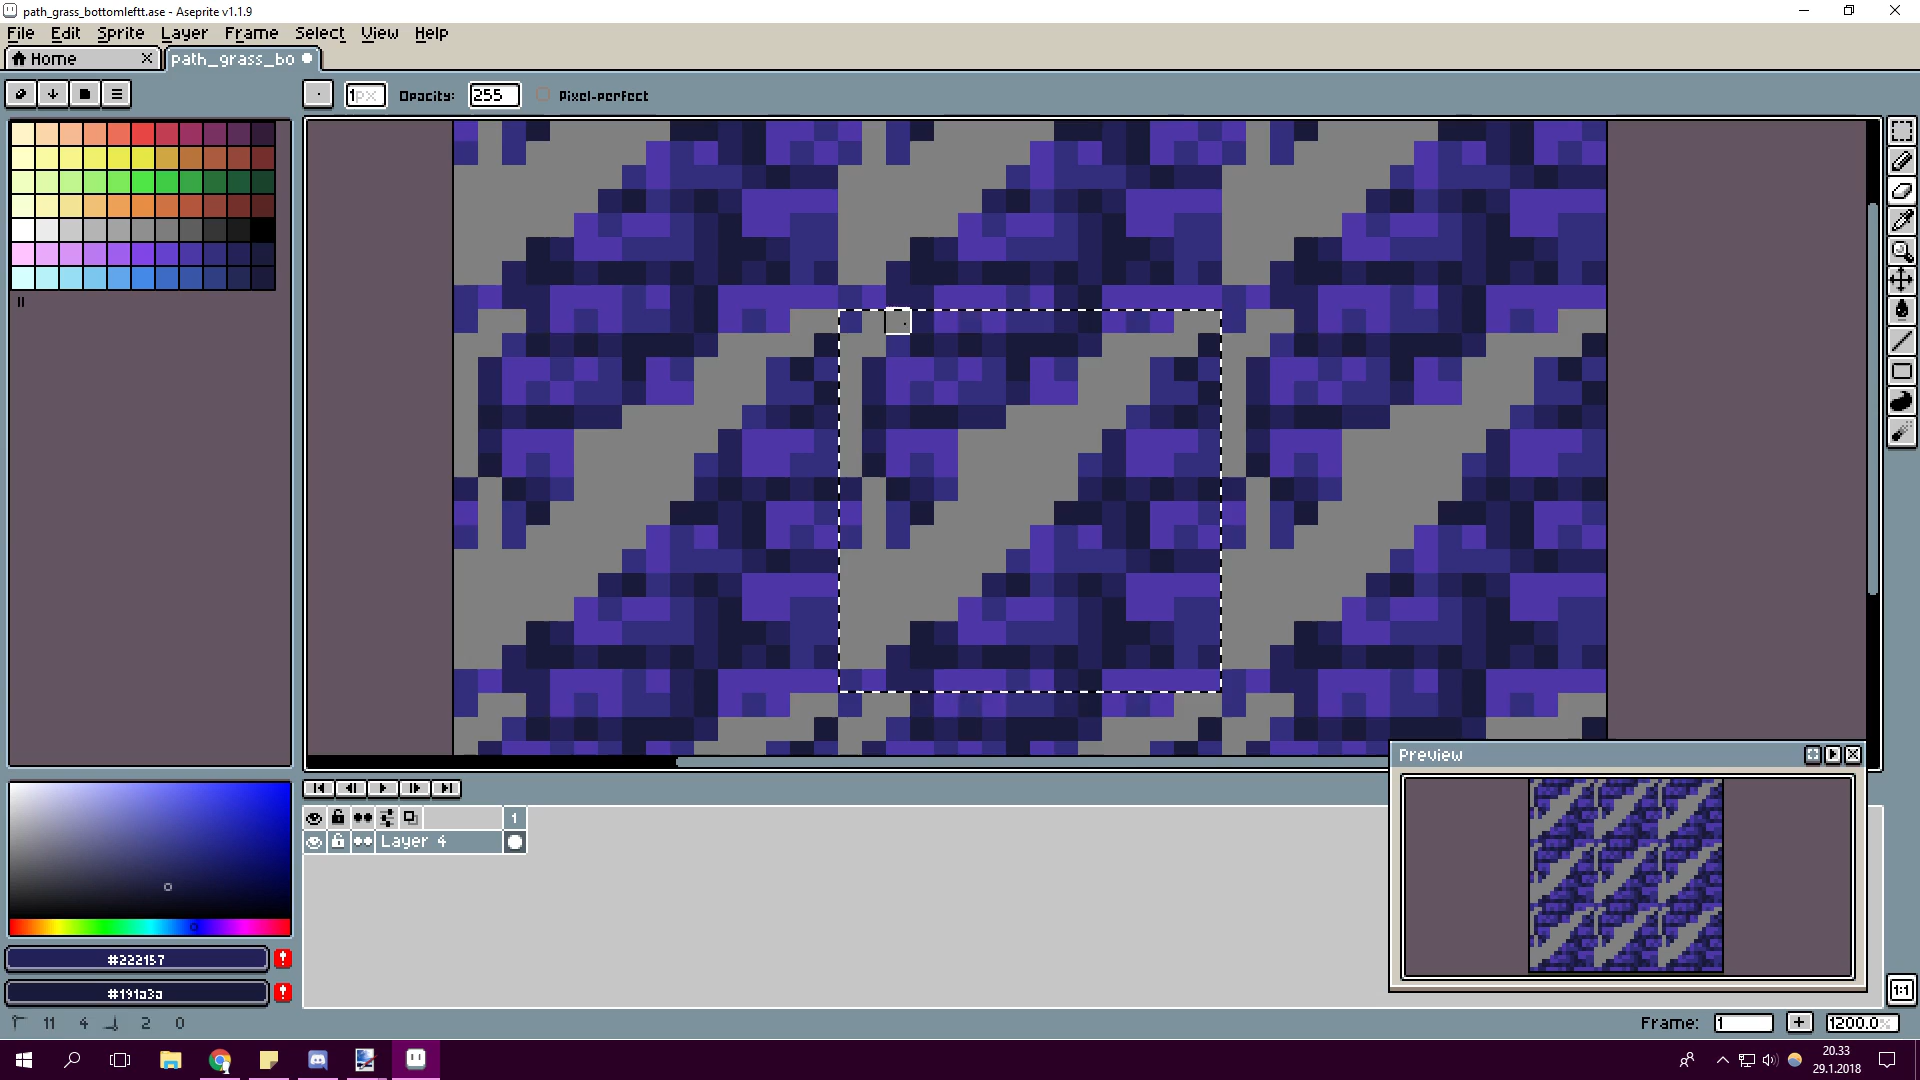 path_grass_bottomleftt.ase - Aseprite v1.1.9
File Edit Sprite Layer Frame Select View Help
Home path_grass_bo
1px Opacity: 255 Pixel-perfect
Preview
1
Layer 4
#222157
#191a3a
11 4 2 0
Frame: 1 + 1200.0%
1:1
20.33
29.1.2018